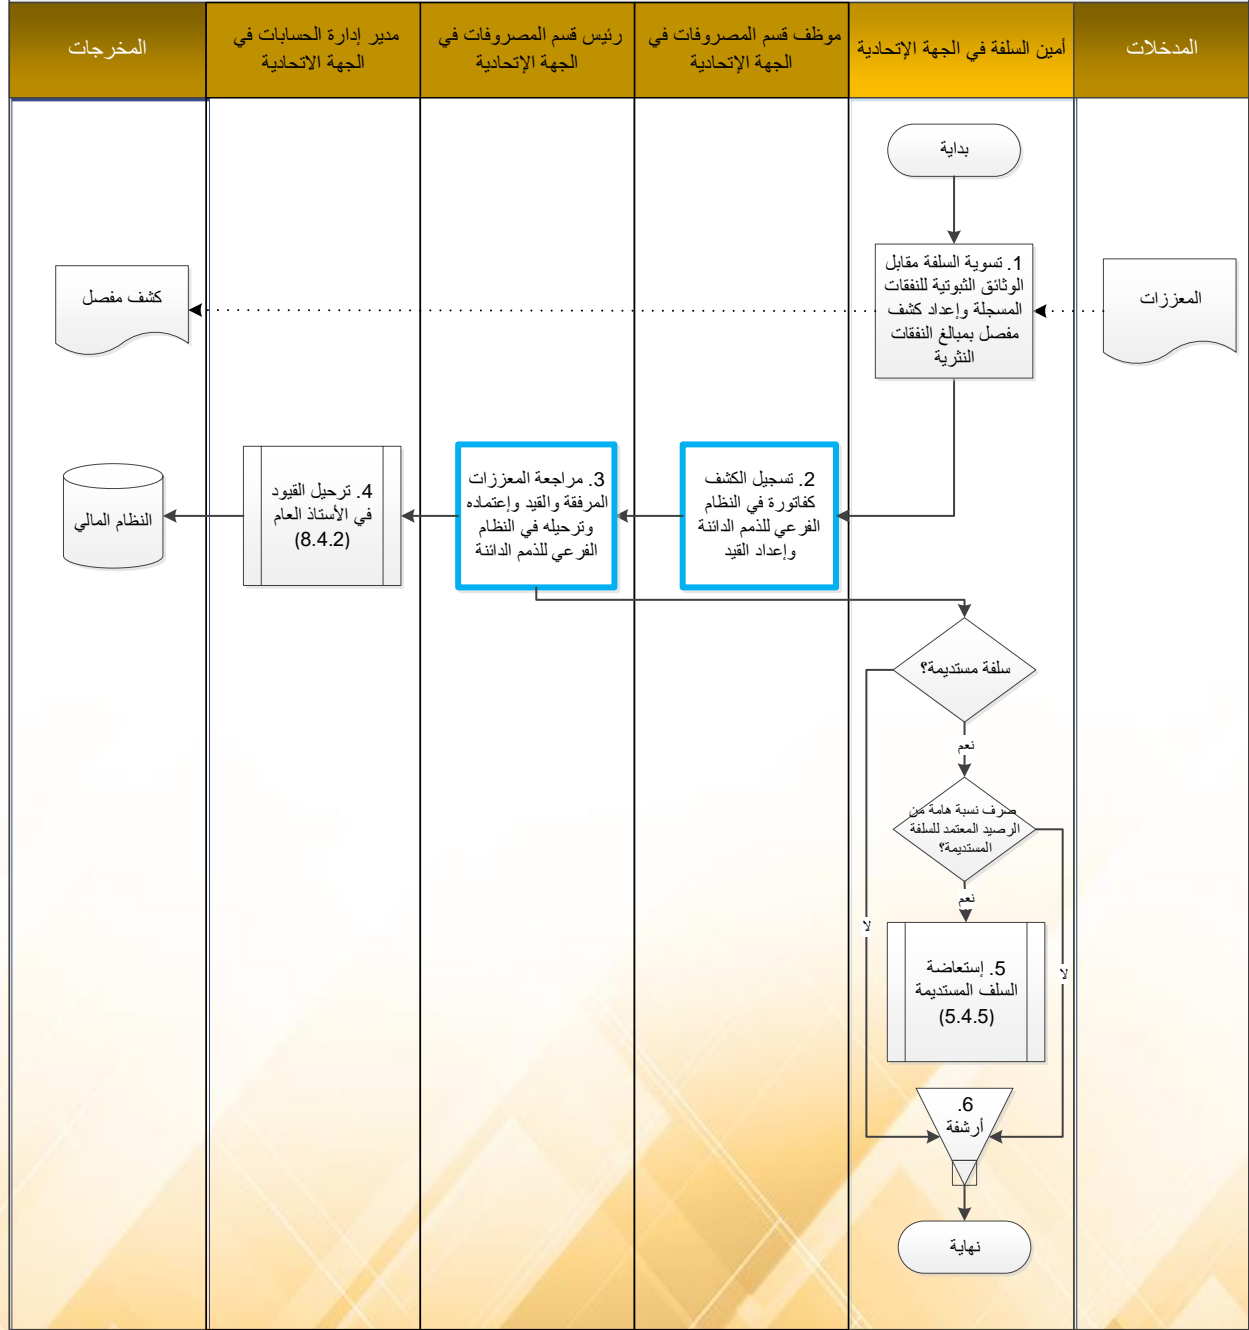 المدخلات
أمين السلفة في الجهة الإتحادية
موظف قسم المصروفات في
الجهة الإتحادية
رئيس قسم المصروفات في
الجهة الإتحادية
مدير إدارة الحسابات في
الجهة الاتحادية
المخرجات
بداية
1. تسوية السلفة مقابل
الوثائق الثبوتية للنفقات
المسجلة وإعداد كشف
مفصل بمبالغ النفقات
النثرية
المعززات
كشف مفصل
2. تسجيل الكشف
كفاتورة في النظام
الفرعي للذمم الدائنة
وإعداد القيد
3. مراجعة المعززات
المرفقة والقيد وإعتماده
وترحيله في النظام
الفرعي للذمم الدائنة
4. ترحيل القيود
في الأستاذ العام
(8.4.2)
النظام المالي
سلفة مستديمة؟
نعم
صرف نسبة هامة من
الرصيد المعتمد للسلفة
المستديمة؟
نعم
لا
لا
5. إستعاضة
السلف المستديمة
(5.4.5)
6.
أرشفة
نهاية